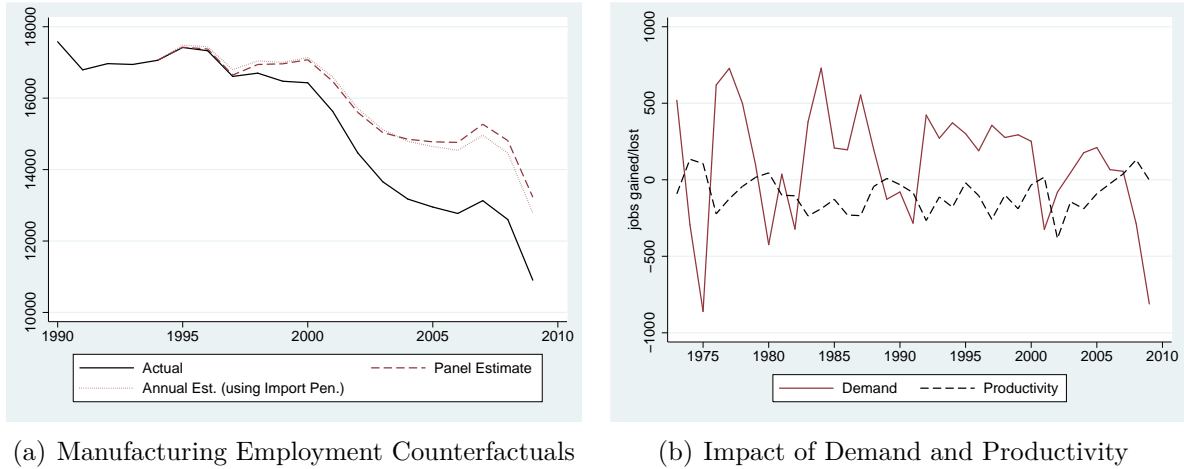 18000
16000
14000
12000
10000
1990
1995
2000
2005
2010
Actual
Panel Estimate
Annual Est. (using Import Pen.)
(a) Manufacturing Employment Counterfactuals
jobs gained/lost
1000
500
0
−500
−1000
1975
1980
1985
1990
1995
2000
2005
2010
Demand
Productivity
(b) Impact of Demand and Productivity